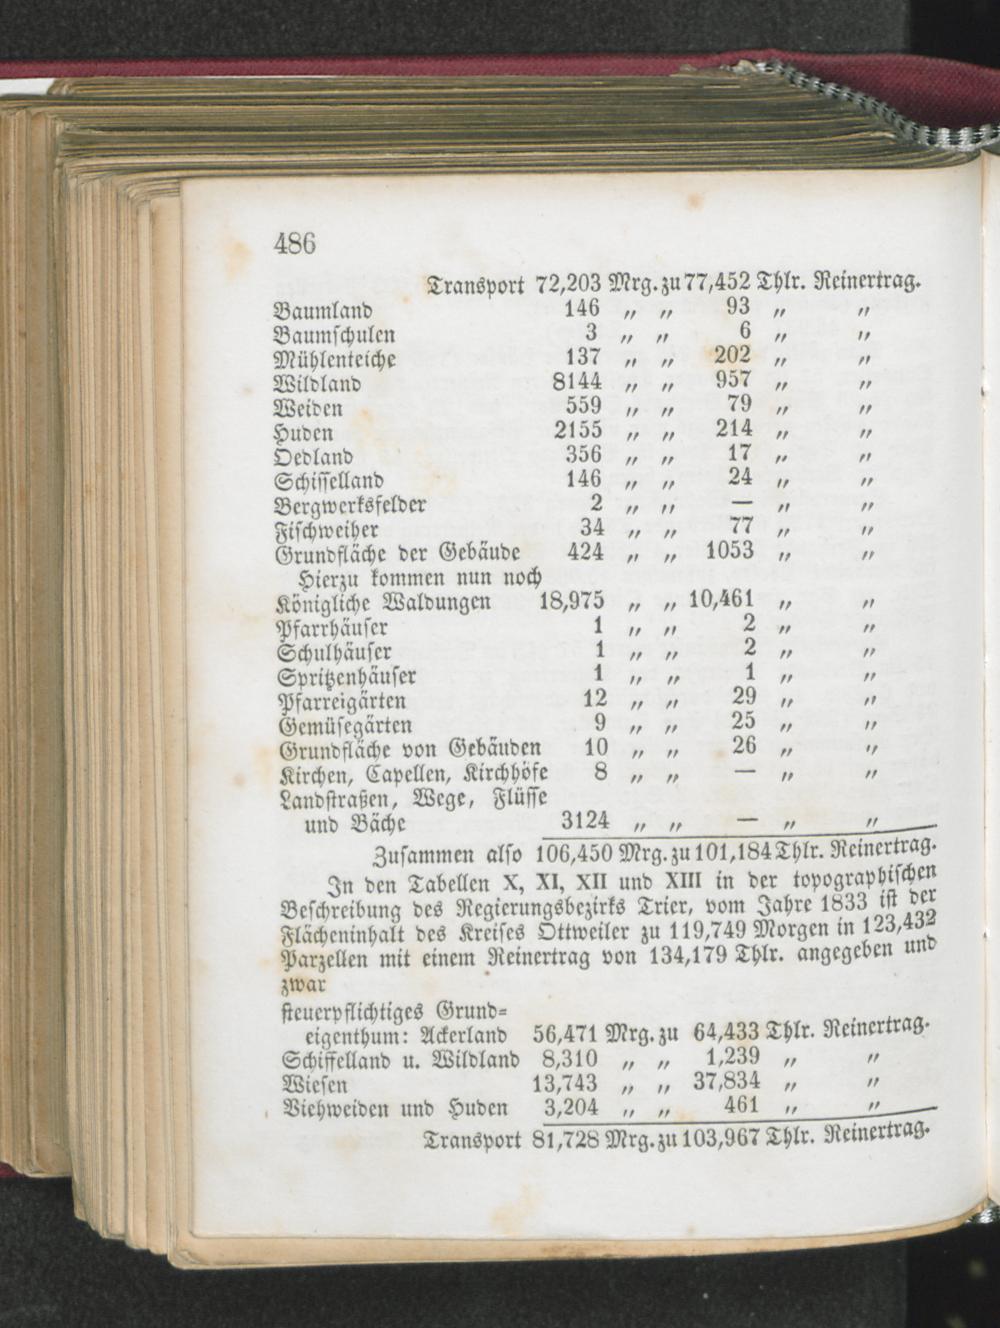 486
Transport 72,203 Mrg. zu 77,452 Thlr. Reinertrag.
Baumland 146 „ „ 93 „ „
Baumschulen 3 „ „ 6 „ „
Mühlenteiche 137 „ „ 202 „ „
Wildland 8144 „ „ 957 „ „
Weiden 559 „ „ 79 „ „
Huden 2155 „ „ 214 „ „
Oedland 356 „ „ 17 „ „
Schiffelland 146 „ „ 24 „ „
Bergwerksfelder 2 „ „ — „ „
Fischweiher 34 „ „ 77 „ „
Grundfläche der Gebäude 424 „ „ 1053 „ „
Hierzu kommen nun noch
Königliche Waldungen 18,975 „ „ 10,461 „ „
Pfarrhäuser 1 „ „ 2 „ „
Schulhäuser 1 „ „ 2 „ „
Spritzenhäuser 1 „ „ 1 „ „
Pfarreigärten 12 „ „ 29 „ „
Gemüsegärten 9 „ „ 25 „ „
Grundfläche von Gebäuden 10 „ „ 26 „ „
Kirchen, Capellen, Kirchhöfe 8 „ „ — „ „
Landstraßen, Wege, Flüsse
und Bäche 3124 „ „ — „ „
Zusammen also 106,450 Mrg. zu 101,184 Thlr. Reinertrag.
In den Tabellen X, XI, XII und XIII in der topographischen
Beschreibung des Regierungsbezirks Trier, vom Jahre 1833 ist der
Flächeninhalt des Kreises Ottweiler zu 119,749 Morgen in 123,432
Parzellen mit einem Reinertrag von 134,179 Thlr. angegeben und
zwar
steuerpflichtiges Grund=
eigenthum: Ackerland 56,471 Mrg. zu 64,433 Thlr. Reinertrag.
Schiffelland u. Wildland 8,310 „ „ 1,239 „ „
Wiesen 13,743 „ „ 37,834 „ „
Viehweiden und Huden 3,204 „ „ 461 „ „
Transport 81,728 Mrg. zu 103,967 Thlr. Reinertrag.